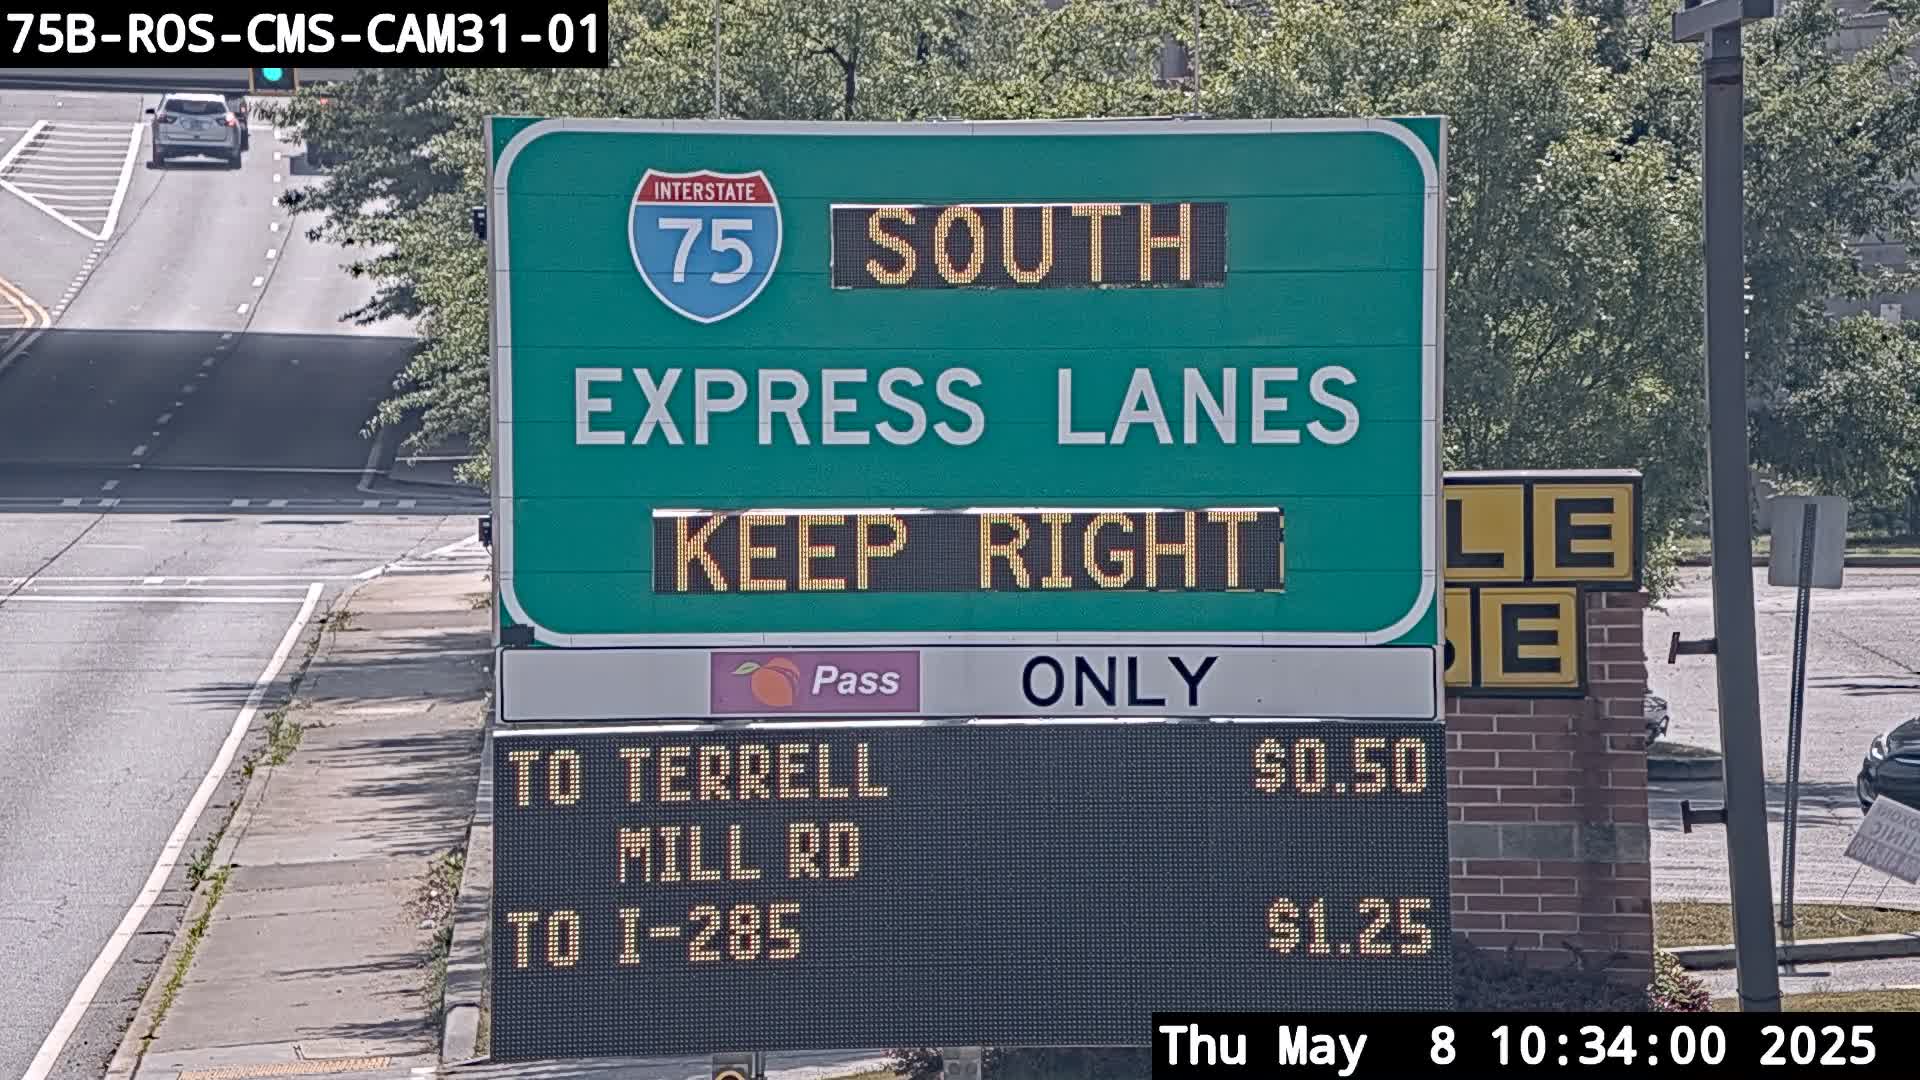 75B-ROS-CMS-CAM31-01
INTERSTATE
75
SOUTH
EXPRESS LANES
KEEP RIGHT
LE
E
Pass ONLY
TO TERRELL $0.50
MILL RD
TO I-285 $1.25
Thu May 8 10:34:00 2025